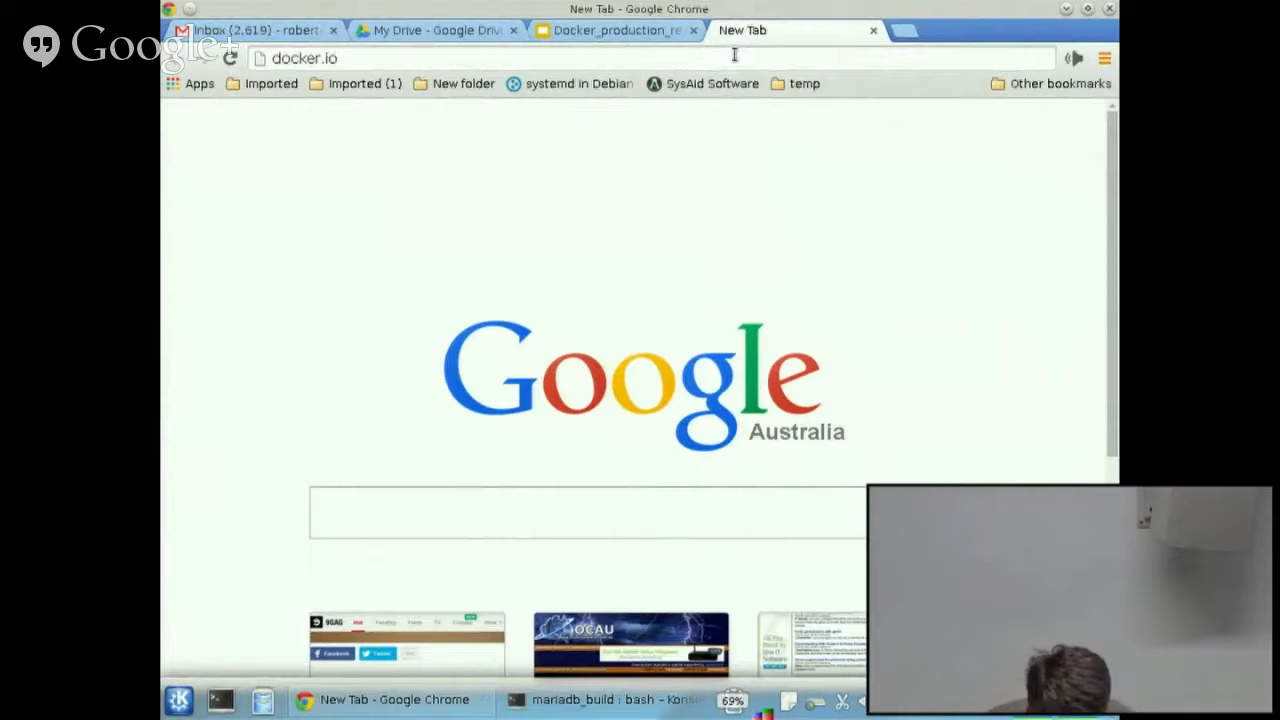 New Tab - Google Chrome
Inbox (2,619) - robert
My Drive - Google Driv
Docker_production_re
New Tab
Google+
docker.io
Apps
Imported
Imported (1)
New folder
systemd in Debian
SysAid Software
temp
Other bookmarks
Google
Australia
9GAG
Hot
Facebook
Twitter
OCAU
New Tab - Google Chrome
mariadb_build : bash – Kons
69%